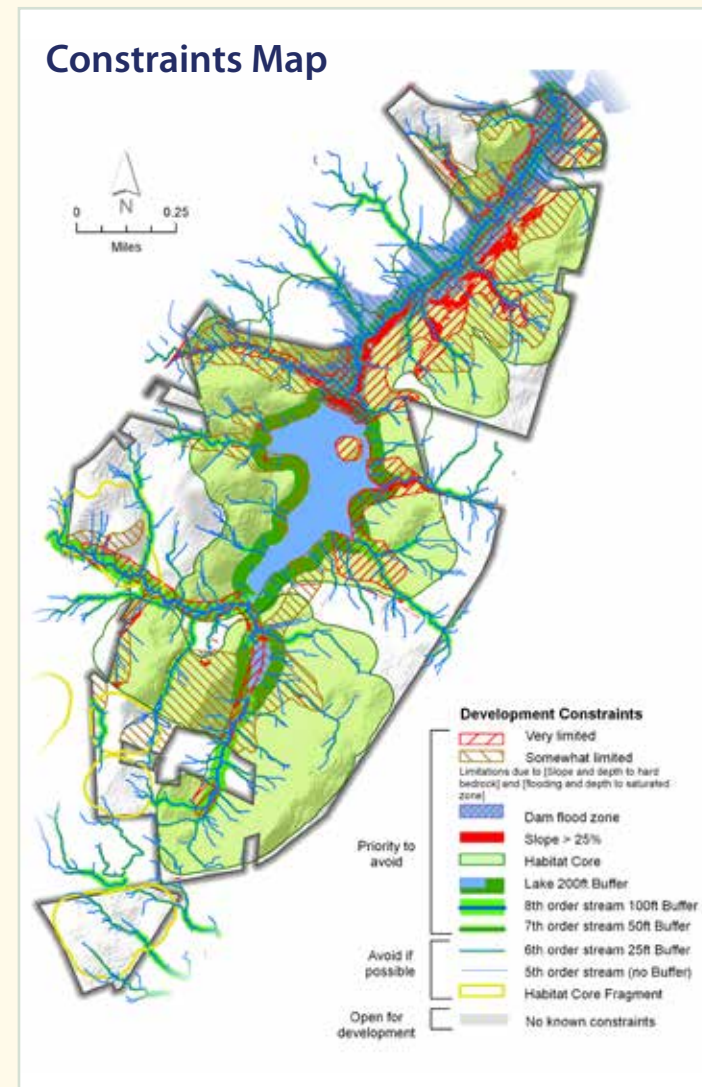 Constraints Map
N
0 0.25
Miles
Development Constraints
Very limited
Somewhat limited
Limitations due to [Slope and depth to hard
bedrock] and [flooding and depth to saturated
zone]
Dam flood zone
Slope > 25%
Priority to
avoid
Habitat Core
Lake 200ft Buffer
8th order stream 100ft Buffer
7th order stream 50ft Buffer
Avoid if
possible
6th order stream 25ft Buffer
5th order stream (no Buffer)
Habitat Core Fragment
Open for
development
No known constraints